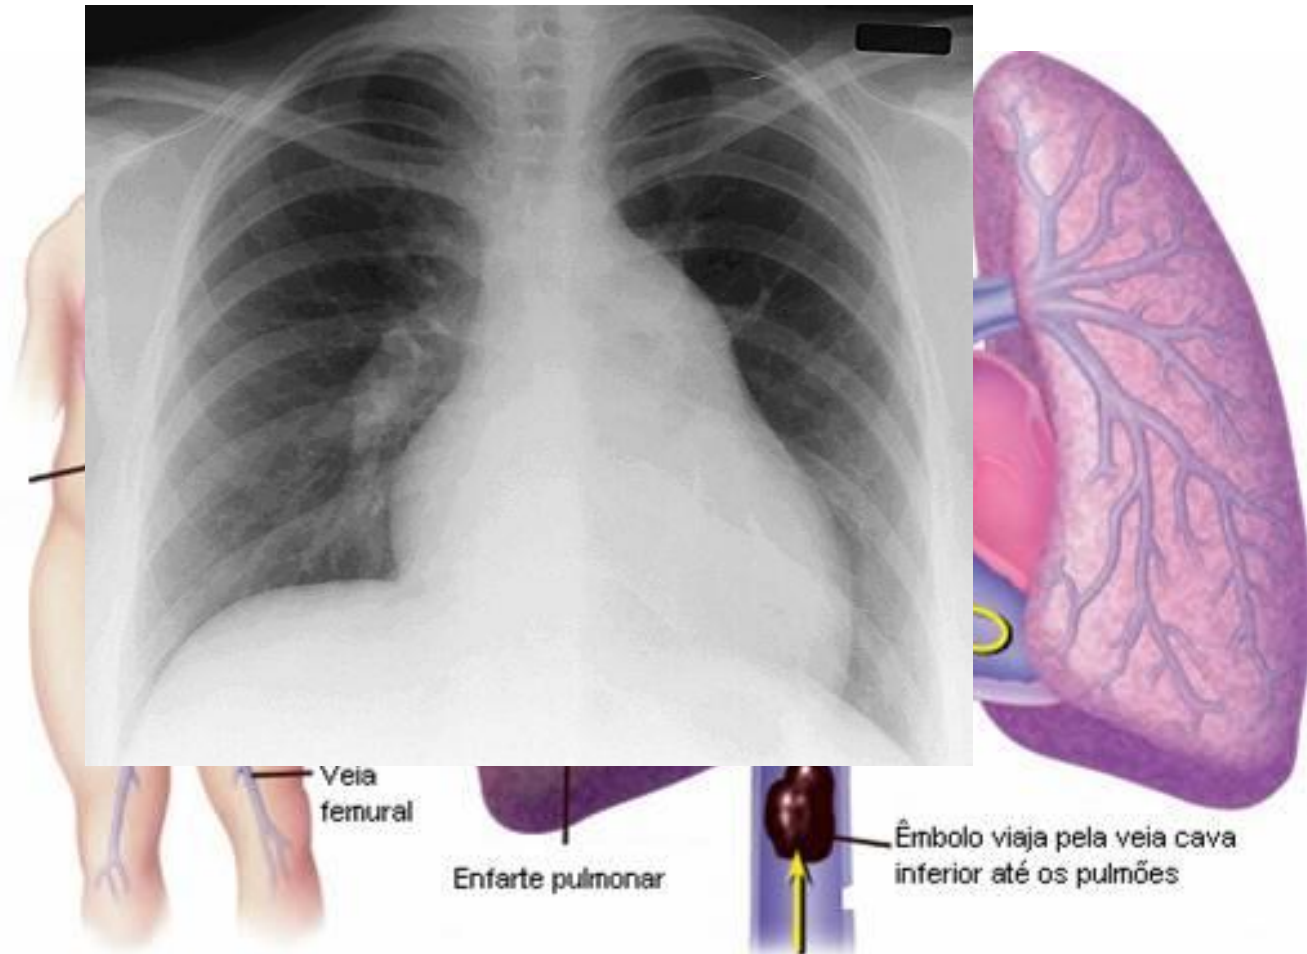 Veia
femural
Enfarte pulmonar
Êmbolo viaja pela veia cava
inferior até os pulmões